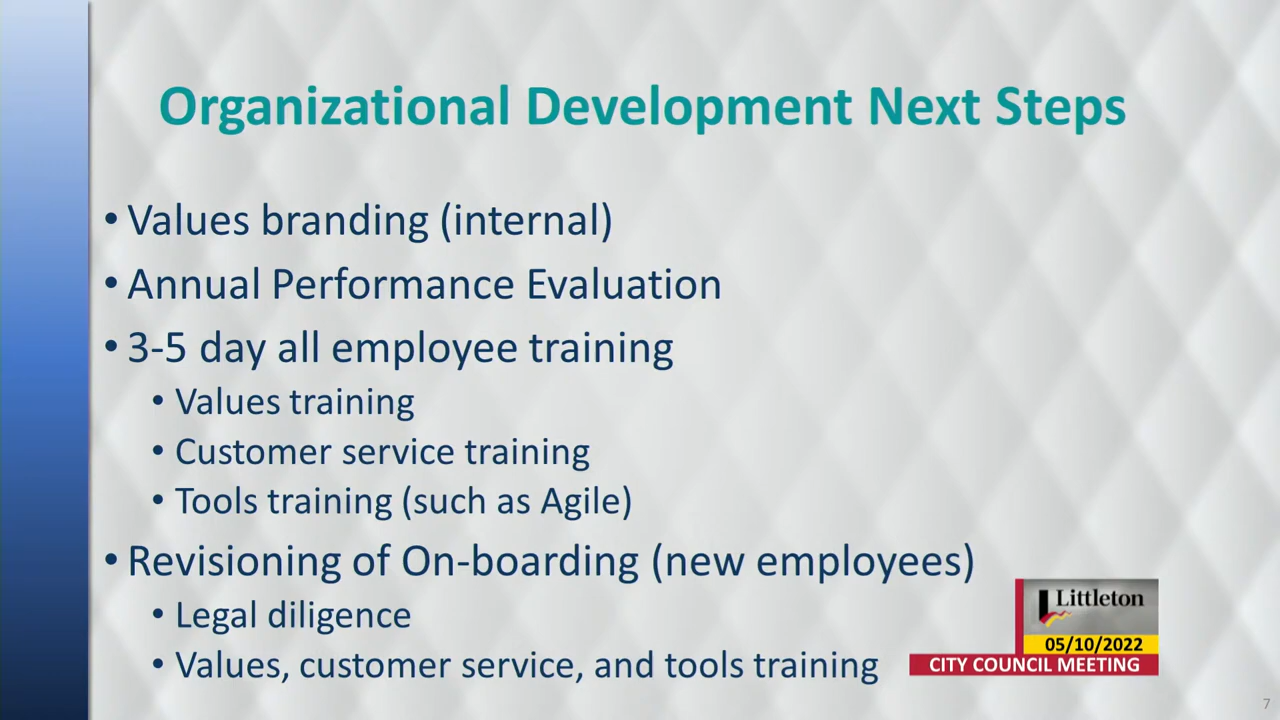 Organizational Development Next Steps
• Values branding (internal)
• Annual Performance Evaluation
• 3-5 day all employee training
• Values training
• Customer service training
• Tools training (such as Agile)
• Revisioning of On-boarding (new employees)
• Legal diligence
• Values, customer service, and tools training
Littleton
05/10/2022
CITY COUNCIL MEETING
7